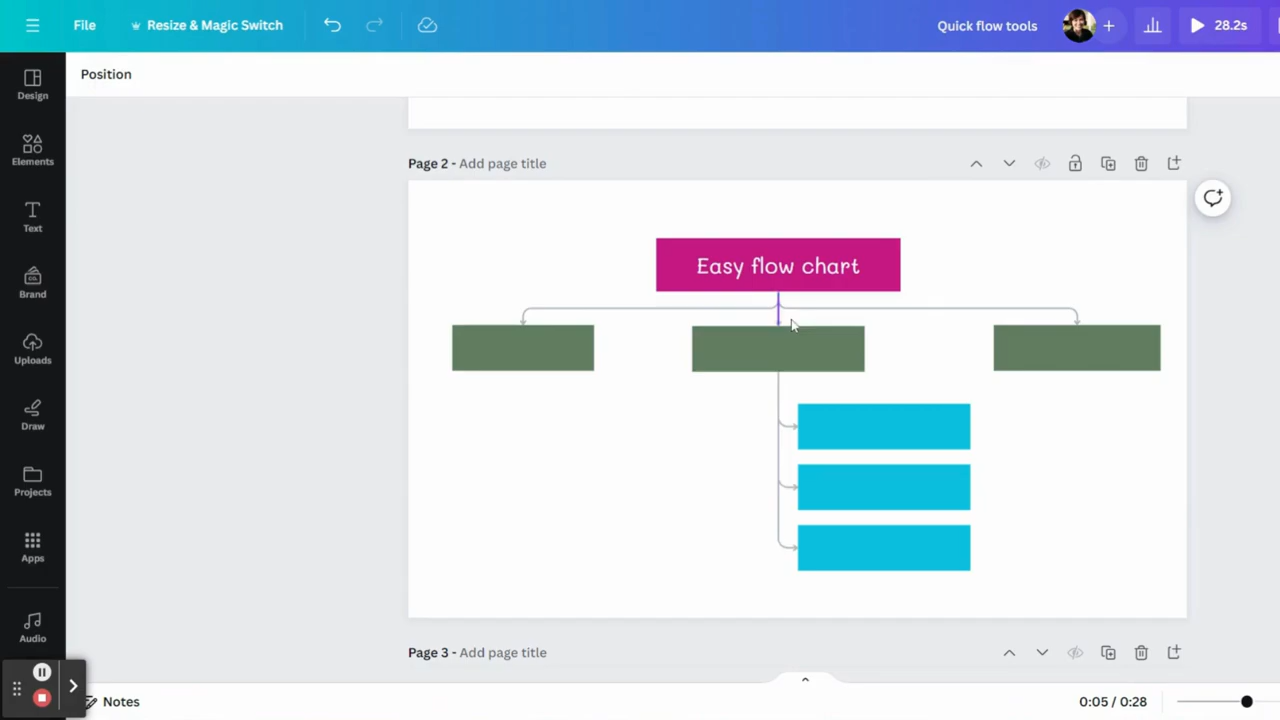 File
Resize & Magic Switch
Quick flow tools
28.2s
Position
Design
Elements
Text
Brand
Uploads
Draw
Projects
Apps
Audio
Page 2 - Add page title
Easy flow chart
Page 3 - Add page title
Notes
0:05 / 0:28